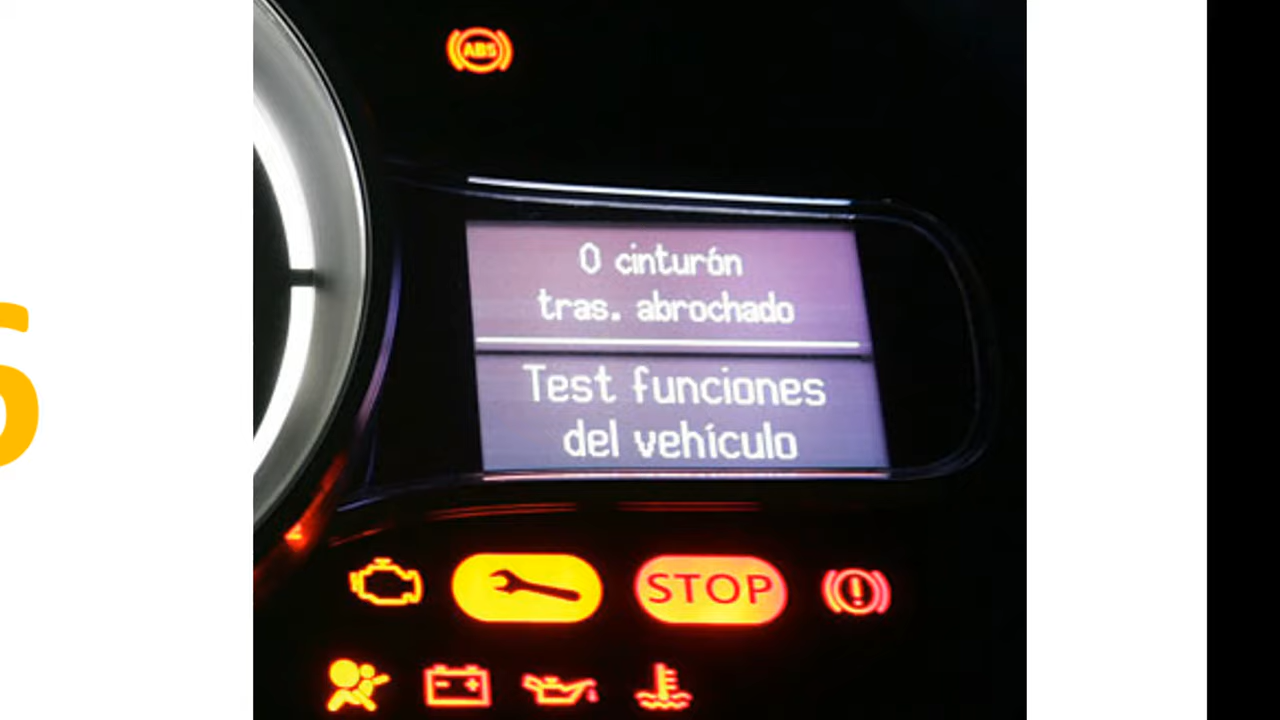 ABS
0 cinturón
tras. abrochado
Test funciones
del vehículo
STOP